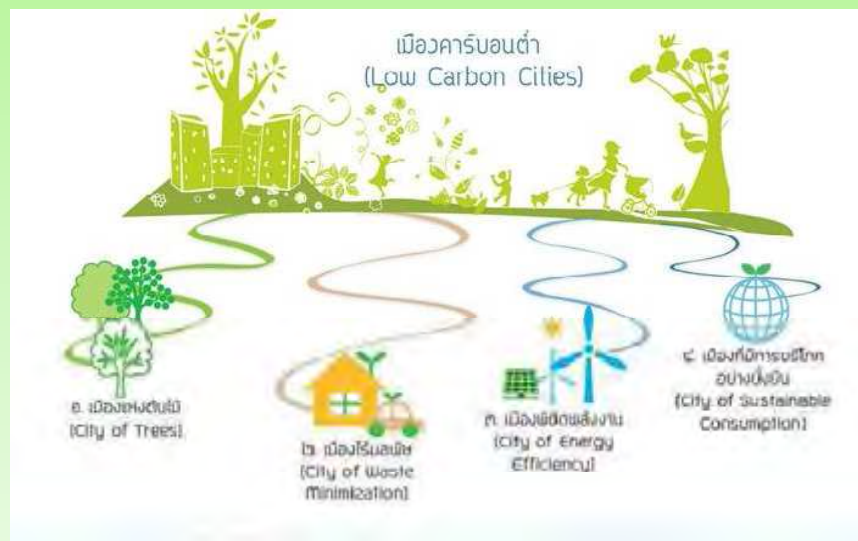 เมืองคาร์บอนต่ำ
(Low Carbon Cities)
๑. เมืองแห่งต้นไม้
(City of Trees)
๒. เมืองไร้มลพิษ
(City of Waste
Minimization)
๓. เมืองพิชิตพลังงาน
(City of Energy
Efficiency)
๔. เมืองที่มีการบริโภค
อย่างยั่งยืน
(City of Sustainable
Consumption)